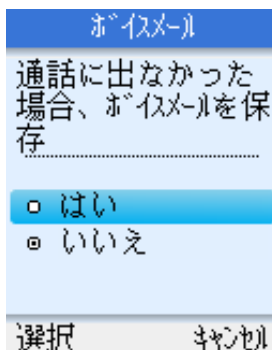 ﾎﾞｲｽﾒｰﾙ
通話に出なかった
場合、ﾎﾞｲｽﾒｰﾙを保
存
はい
いいえ
選択 ｷｬﾝｾﾙ